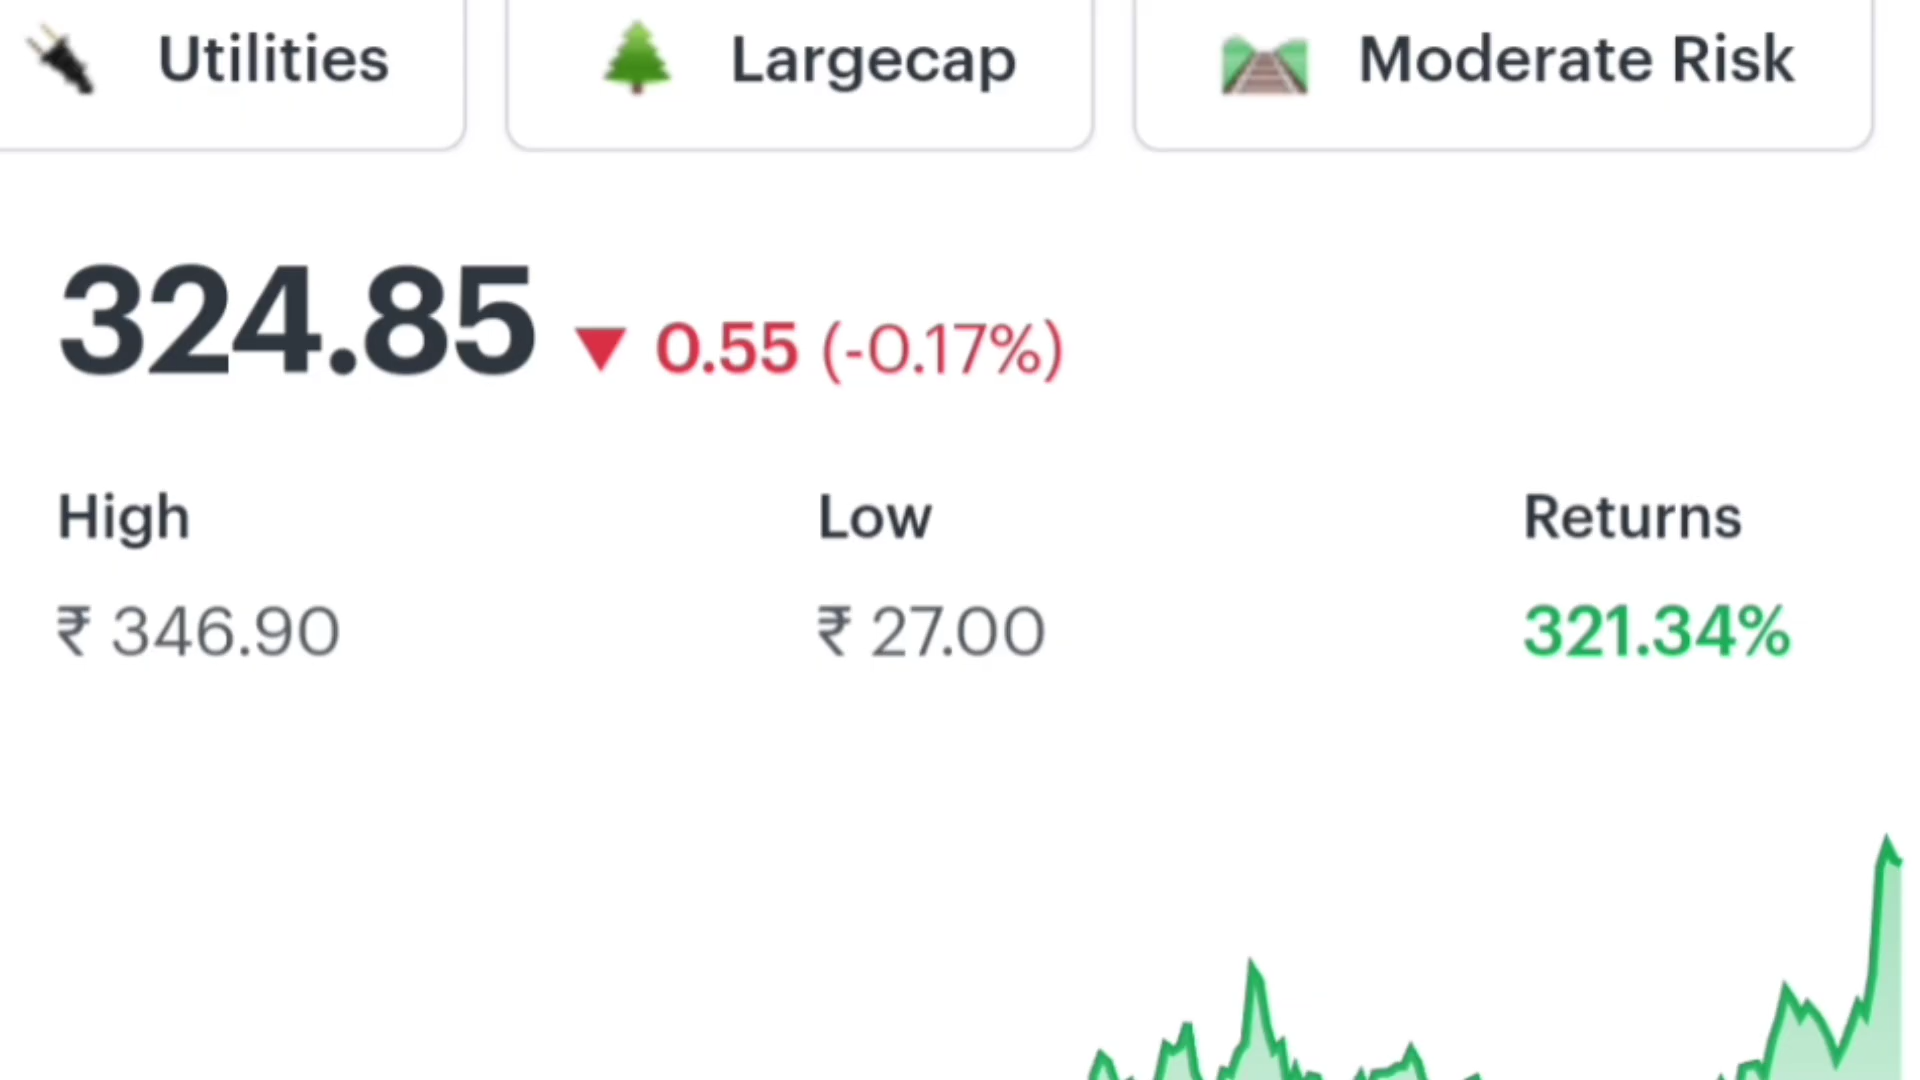 Utilities Largecap Moderate Risk
324.85 ▼ 0.55 (-0.17%)
High Low Returns
₹ 346.90 ₹ 27.00 321.34%